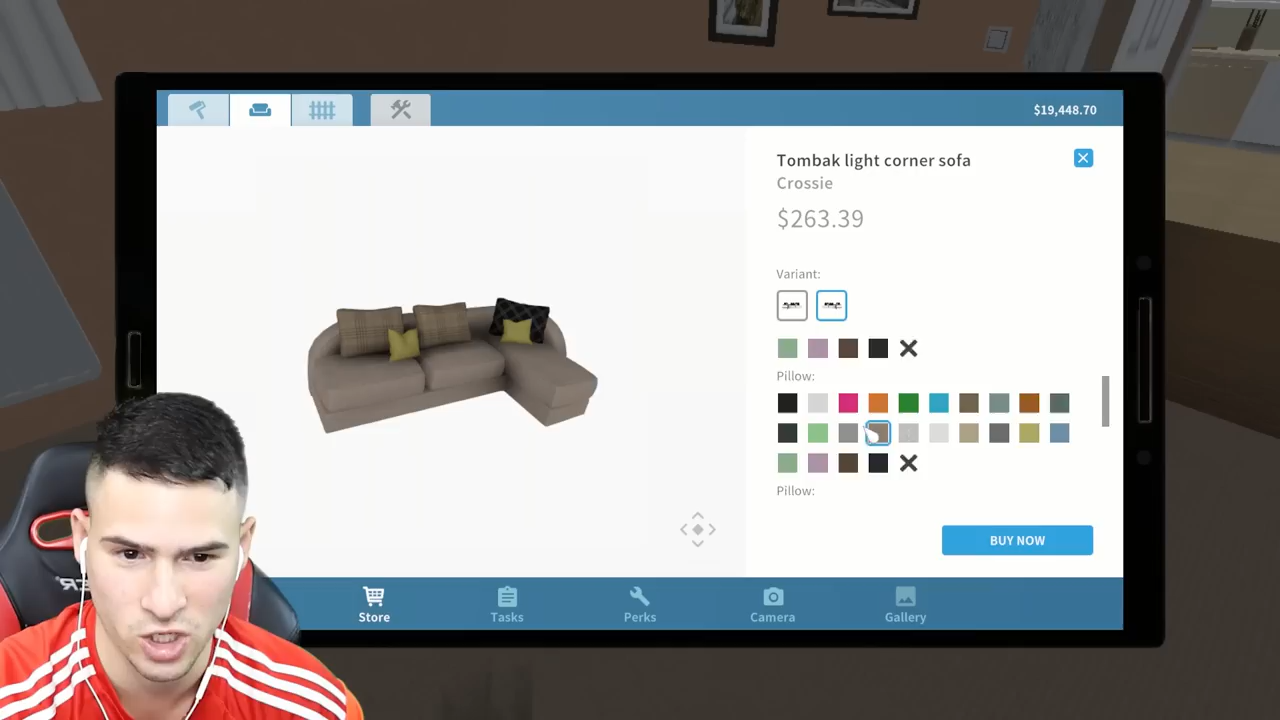 $19,448.70
Tombak light corner sofa
Crossie
$263.39
Variant:
Pillow:
Pillow:
BUY NOW
Store
Tasks
Perks
Camera
Gallery